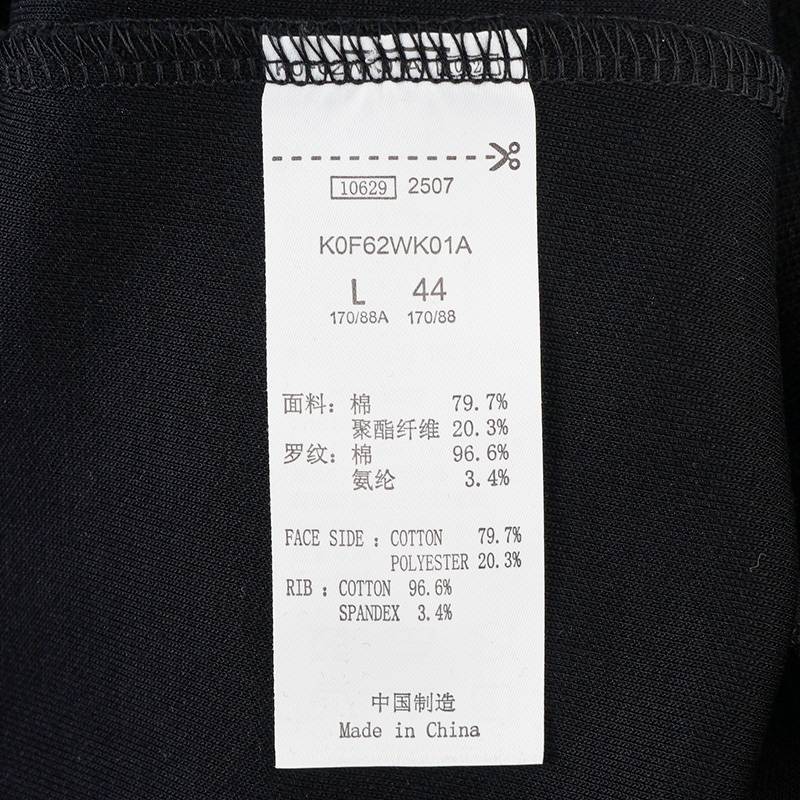 10629 2507
K0F62WK01A
L 44
170/88A 170/88
面料: 棉 79.7%
聚酯纤维 20.3%
罗纹: 棉 96.6%
氨纶 3.4%
FACE SIDE : COTTON 79.7%
POLYESTER 20.3%
RIB : COTTON 96.6%
SPANDEX 3.4%
中国制造
Made in China